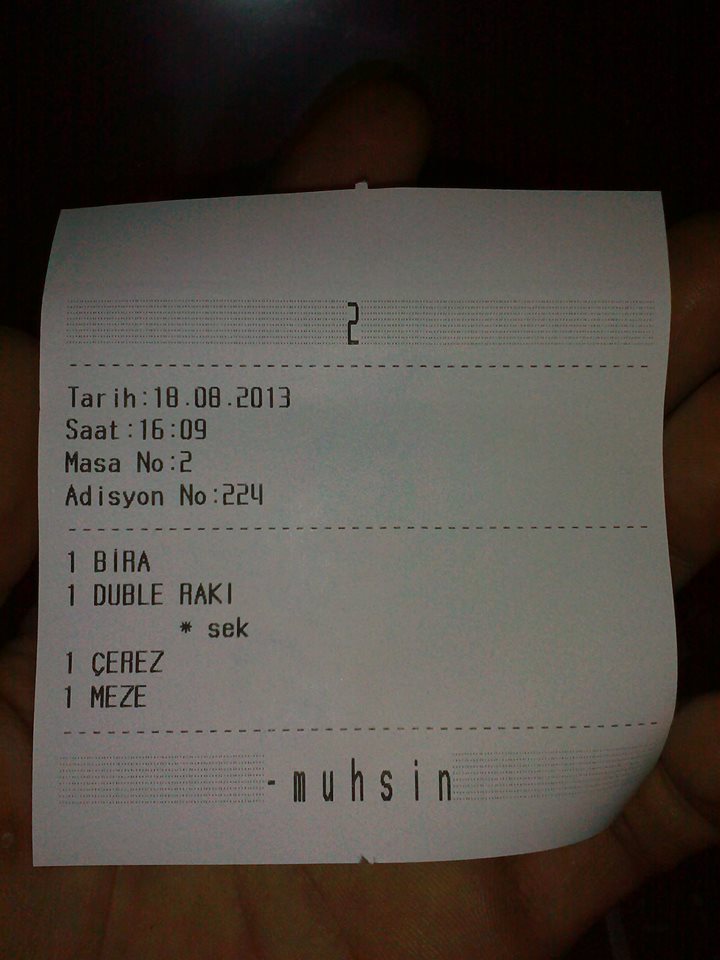 2
Tarih:18.08.2013
Saat:16:09
Masa No:2
Adisyon No:224
1 BİRA
1 DUBLE RAKI
* sek
1 ÇEREZ
1 MEZE
-muhsin